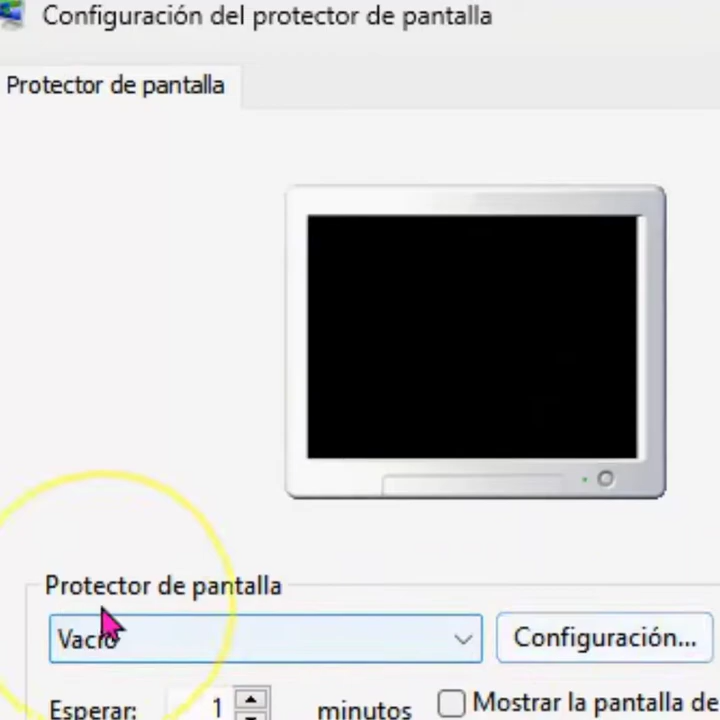 Configuración del protector de pantalla
Protector de pantalla
Protector de pantalla
Vacío Configuración...
Esperar: 1 minutos Mostrar la pantalla de